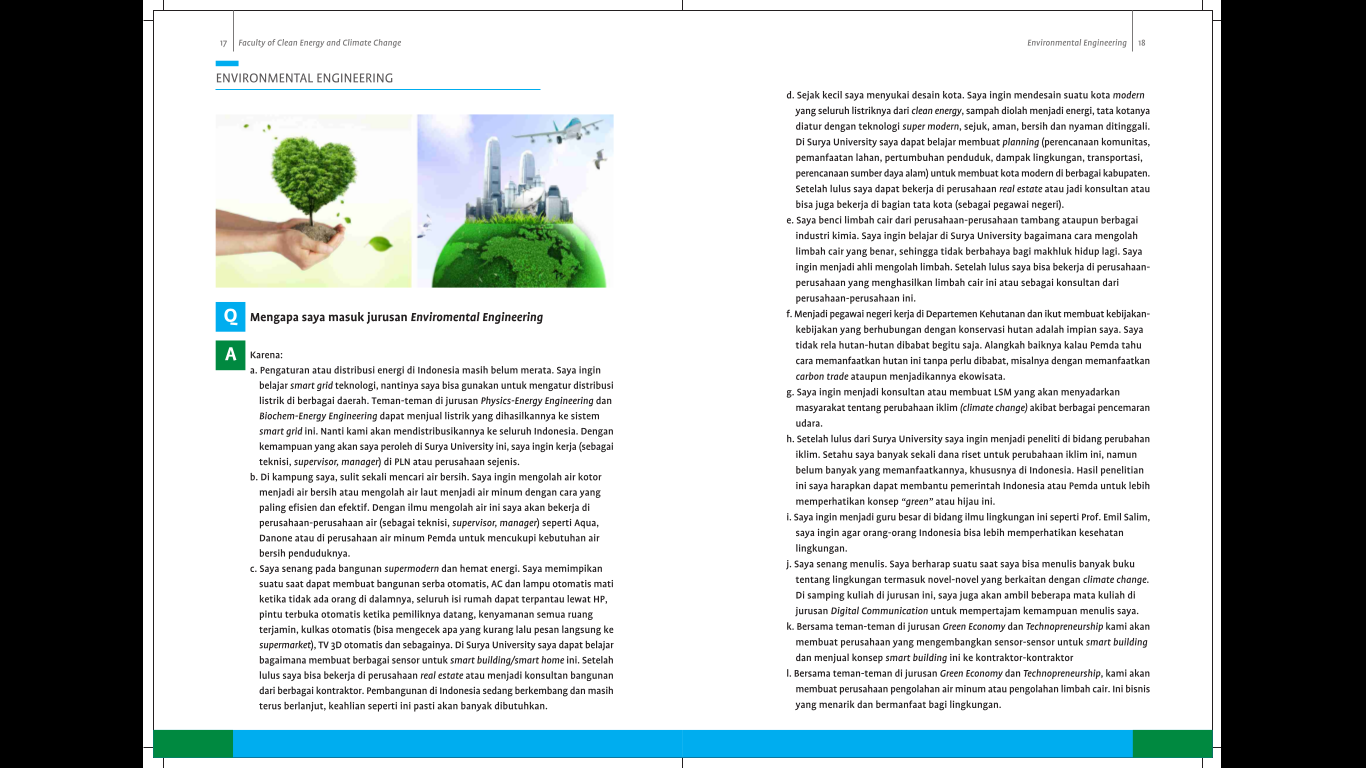 17 Faculty of Clean Energy and Climate Change
ENVIRONMENTAL ENGINEERING
Q Mengapa saya masuk jurusan Enviromental Engineering
A Karena:
a. Pengaturan atau distribusi energi di Indonesia masih belum merata. Saya ingin
belajar smart grid teknologi, nantinya saya bisa gunakan untuk mengatur distribusi
listrik di berbagai daerah. Teman-teman di jurusan Physics-Energy Engineering dan
Biochem-Energy Engineering dapat menjual listrik yang dihasilkannya ke sistem
smart grid ini. Nanti kami akan mendistribusikannya ke seluruh Indonesia. Dengan
kemampuan yang akan saya peroleh di Surya University ini, saya ingin kerja (sebagai
teknisi, supervisor, manager) di PLN atau perusahaan sejenis.
b. Di kampung saya, sulit sekali mencari air bersih. Saya ingin mengolah air kotor
menjadi air bersih atau mengolah air laut menjadi air minum dengan cara yang
paling efisien dan efektif. Dengan ilmu mengolah air ini saya akan bekerja di
perusahaan-perusahaan air (sebagai teknisi, supervisor, manager) seperti Aqua,
Danone atau di perusahaan air minum Pemda untuk mencukupi kebutuhan air
bersih penduduknya.
c. Saya senang pada bangunan supermodern dan hemat energi. Saya memimpikan
suatu saat dapat membuat bangunan serba otomatis, AC dan lampu otomatis mati
ketika tidak ada orang di dalamnya, seluruh isi rumah dapat terpantau lewat HP,
pintu terbuka otomatis ketika pemiliknya datang, kenyamanan semua ruang
terjamin, kulkas otomatis (bisa mengecek apa yang kurang lalu pesan langsung ke
supermarket), TV 3D otomatis dan sebagainya. Di Surya University saya dapat belajar
bagaimana membuat berbagai sensor untuk smart building/smart home ini. Setelah
lulus saya bisa bekerja di perusahaan real estate atau menjadi konsultan bangunan
dari berbagai kontraktor. Pembangunan di Indonesia sedang berkembang dan masih
terus berlanjut, keahlian seperti ini pasti akan banyak dibutuhkan.
Environmental Engineering 18
d. Sejak kecil saya menyukai desain kota. Saya ingin mendesain suatu kota modern
yang seluruh listriknya dari clean energy, sampah diolah menjadi energi, tata kotanya
diatur dengan teknologi super modern, sejuk, aman, bersih dan nyaman ditinggali.
Di Surya University saya dapat belajar membuat planning (perencanaan komunitas,
pemanfaatan lahan, pertumbuhan penduduk, dampak lingkungan, transportasi,
perencanaan sumber daya alam) untuk membuat kota modern di berbagai kabupaten.
Setelah lulus saya dapat bekerja di perusahaan real estate atau jadi konsultan atau
bisa juga bekerja di bagian tata kota (sebagai pegawai negeri).
e. Saya benci limbah cair dari perusahaan-perusahaan tambang ataupun berbagai
industri kimia. Saya ingin belajar di Surya University bagaimana cara mengolah
limbah cair yang benar, sehingga tidak berbahaya bagi makhluk hidup lagi. Saya
ingin menjadi ahli mengolah limbah. Setelah lulus saya bisa bekerja di perusahaan-
perusahaan yang menghasilkan limbah cair ini atau sebagai konsultan dari
perusahaan-perusahaan ini.
f. Menjadi pegawai negeri kerja di Departemen Kehutanan dan ikut membuat kebijakan-
kebijakan yang berhubungan dengan konservasi hutan adalah impian saya. Saya
tidak rela hutan-hutan dibabat begitu saja. Alangkah baiknya kalau Pemda tahu
cara memanfaatkan hutan ini tanpa perlu dibabat, misalnya dengan memanfaatkan
carbon trade ataupun menjadikannya ekowisata.
g. Saya ingin menjadi konsultan atau membuat LSM yang akan menyadarkan
masyarakat tentang perubahaan iklim (climate change) akibat berbagai pencemaran
udara.
h. Setelah lulus dari Surya University saya ingin menjadi peneliti di bidang perubahan
iklim. Setahu saya banyak sekali dana riset untuk perubahan iklim ini, namun
belum banyak yang memanfaatkannya, khususnya di Indonesia. Hasil penelitian
ini saya harapkan dapat membantu pemerintah Indonesia atau Pemda untuk lebih
memperhatikan konsep “green” atau hijau ini.
i. Saya ingin menjadi guru besar di bidang ilmu lingkungan ini seperti Prof. Emil Salim,
saya ingin agar orang-orang Indonesia bisa lebih memperhatikan kesehatan
lingkungan.
j. Saya senang menulis. Saya berharap suatu saat saya bisa menulis banyak buku
tentang lingkungan termasuk novel-novel yang berkaitan dengan climate change.
Di samping kuliah di jurusan ini, saya juga akan ambil beberapa mata kuliah di
jurusan Digital Communication untuk mempertajam kemampuan menulis saya.
k. Bersama teman-teman di jurusan Green Economy dan Technopreneurship kami akan
membuat perusahaan yang mengembangkan sensor-sensor untuk smart building
dan menjual konsep smart building ini ke kontraktor-kontraktor
l. Bersama teman-teman di jurusan Green Economy dan Technopreneurship, kami akan
membuat perusahaan pengolahan air minum atau pengolahan limbah cair. Ini bisnis
yang menarik dan bermanfaat bagi lingkungan.